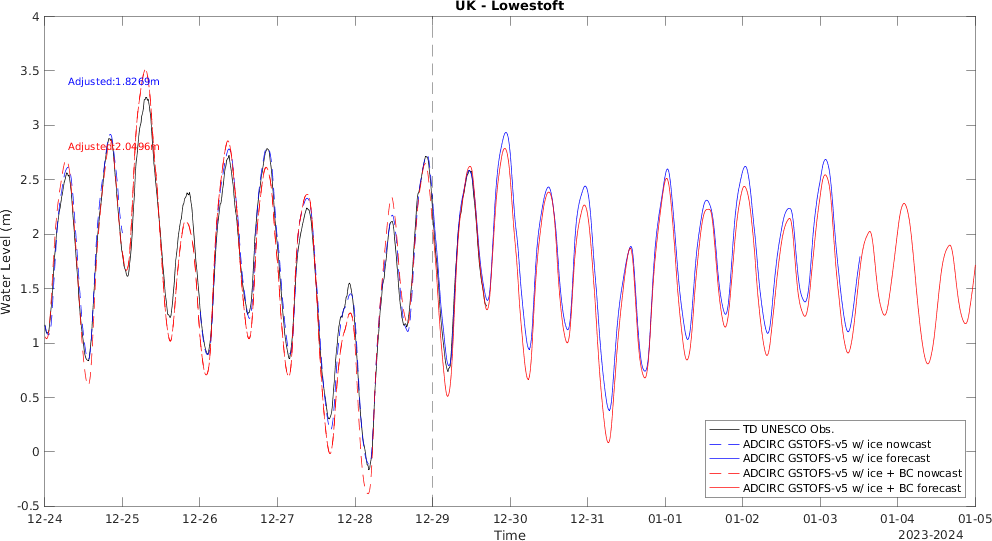 UK - Lowestoft
Water Level (m)
4
3.5
3
2.5
2
1.5
1
0.5
0
-0.5
Adjusted:1.8269m
Adjusted:2.0496m
TD UNESCO Obs.
ADCIRC GSTOFS-v5 w/ ice nowcast
ADCIRC GSTOFS-v5 w/ ice forecast
ADCIRC GSTOFS-v5 w/ ice + BC nowcast
ADCIRC GSTOFS-v5 w/ ice + BC forecast
12-24 12-25 12-26 12-27 12-28 12-29 12-30 12-31 01-01 01-02 01-03 01-04 01-05
Time
2023-2024